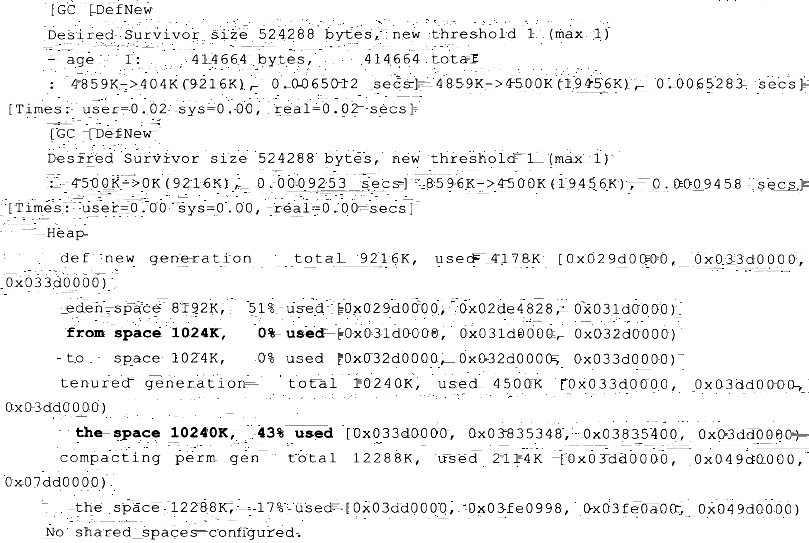 [GC [DefNew
Desired Survivor size 524288 bytes, new threshold 1 (max 1)
- age 1: 414664 bytes, 414664 total
: 4859K->404K(9216K), 0.0065012 secs] 4859K->4500K(19456K), 0.0065283 secs]
[Times: user=0.02 sys=0.00, real=0.02 secs]
[GC [DefNew
Desired Survivor size 524288 bytes, new threshold 1 (max 1)
: 4500K->0K(9216K), 0.0009253 secs] 8596K->4500K(19456K), 0.0009458 secs]
[Times: user=0.00 sys=0.00, real=0.00 secs]
Heap
def new generation total 9216K, used 4178K [0x029d0000, 0x033d0000,
0x033d0000)
eden space 8192K, 51% used [0x029d0000, 0x02de4828, 0x031d0000)
from space 1024K, 0% used [0x031d0000, 0x031d0000, 0x032d0000)
to space 1024K, 0% used [0x032d0000, 0x032d0000, 0x033d0000)
tenured generation total 10240K, used 4500K [0x033d0000, 0x03dd0000,
0x03dd0000)
the space 10240K, 43% used [0x033d0000, 0x03835348, 0x03835400, 0x03dd0000)
compacting perm gen total 12288K, used 2114K [0x03dd0000, 0x049d0000,
0x07dd0000)
the space 12288K, 17% used [0x03dd0000, 0x03fe0998, 0x03fe0a00, 0x049d0000)
No shared spaces configured.